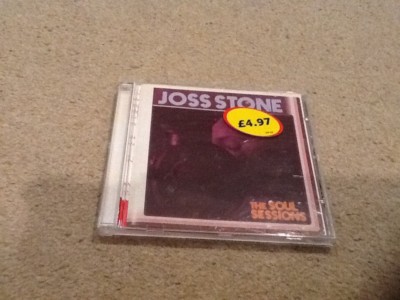 JOSS STONE
£4.97
THE SOUL
SESSIONS